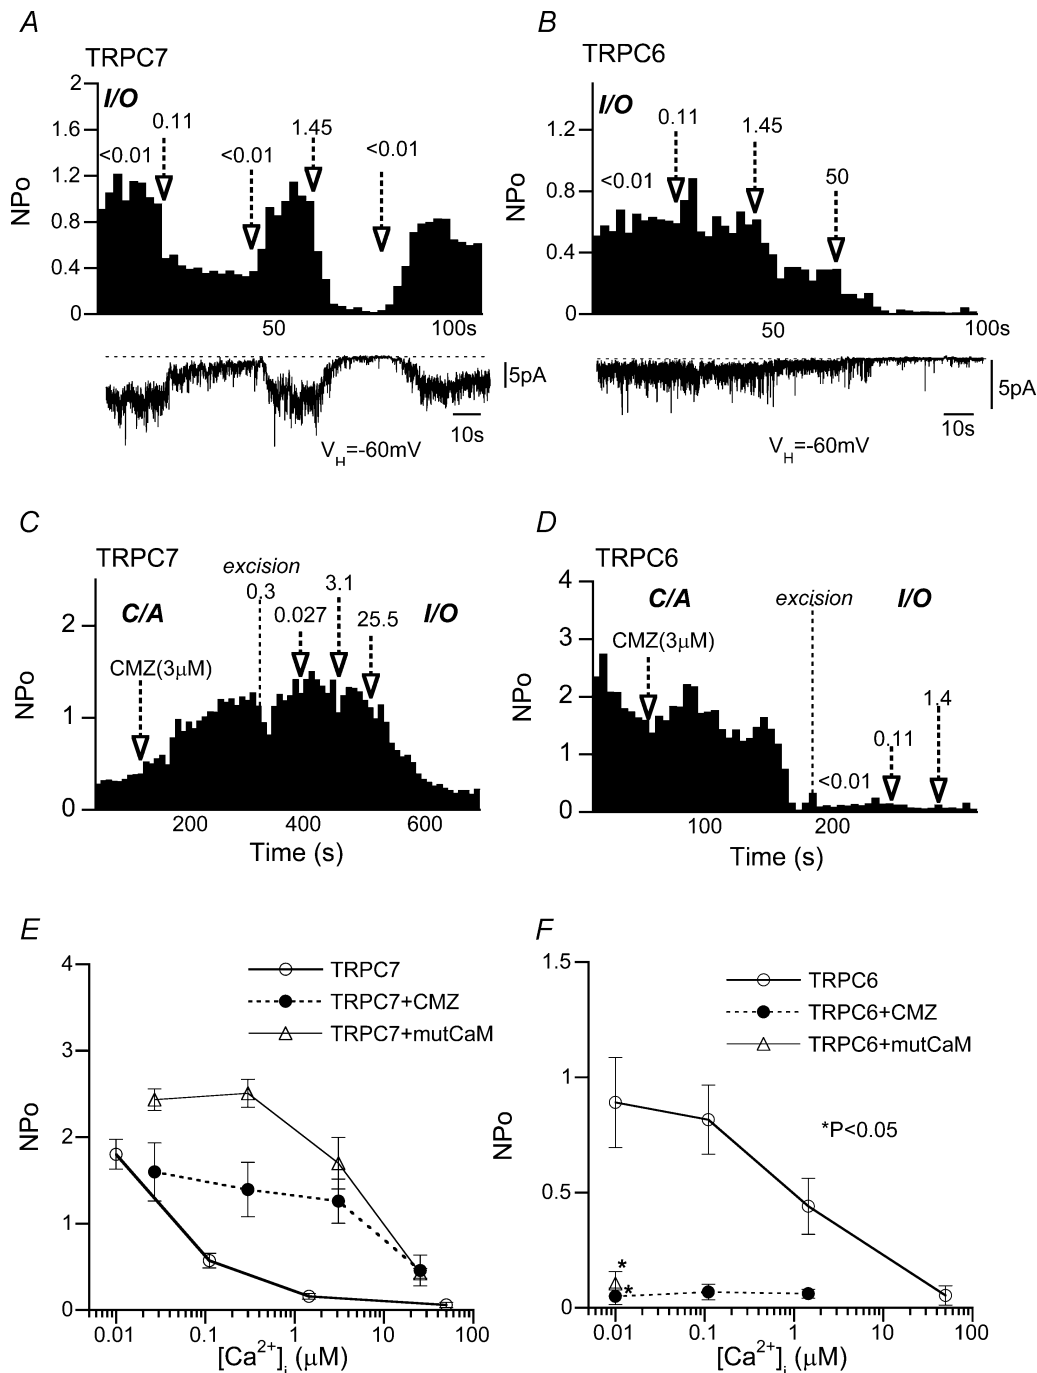 A
TRPC7
2
1.6
1.2
0.8
0.4
0
NPo
I/O
<0.01
0.11
<0.01
1.45
<0.01
50
100s
5pA
10s
VH=-60mV
B
TRPC6
1.2
0.8
0.4
0
NPo
I/O
<0.01
0.11
1.45
50
50
100s
5pA
10s
VH=-60mV
C
TRPC7
2
1
0
NPo
C/A
CMZ(3μM)
excision
0.3
0.027
3.1
25.5
I/O
200
400
600
Time (s)
D
TRPC6
4
3
2
1
0
NPo
C/A
CMZ(3μM)
excision
I/O
<0.01
0.11
1.4
100
200
Time (s)
E
4
3
2
1
0
NPo
TRPC7
TRPC7+CMZ
TRPC7+mutCaM
0.01
0.1
1
10
100
[Ca2+]i (μM)
F
1.5
1
0.5
0
NPo
TRPC6
TRPC6+CMZ
TRPC6+mutCaM
*P<0.05
*
*
0.01
0.1
1
10
100
[Ca2+]i (μM)